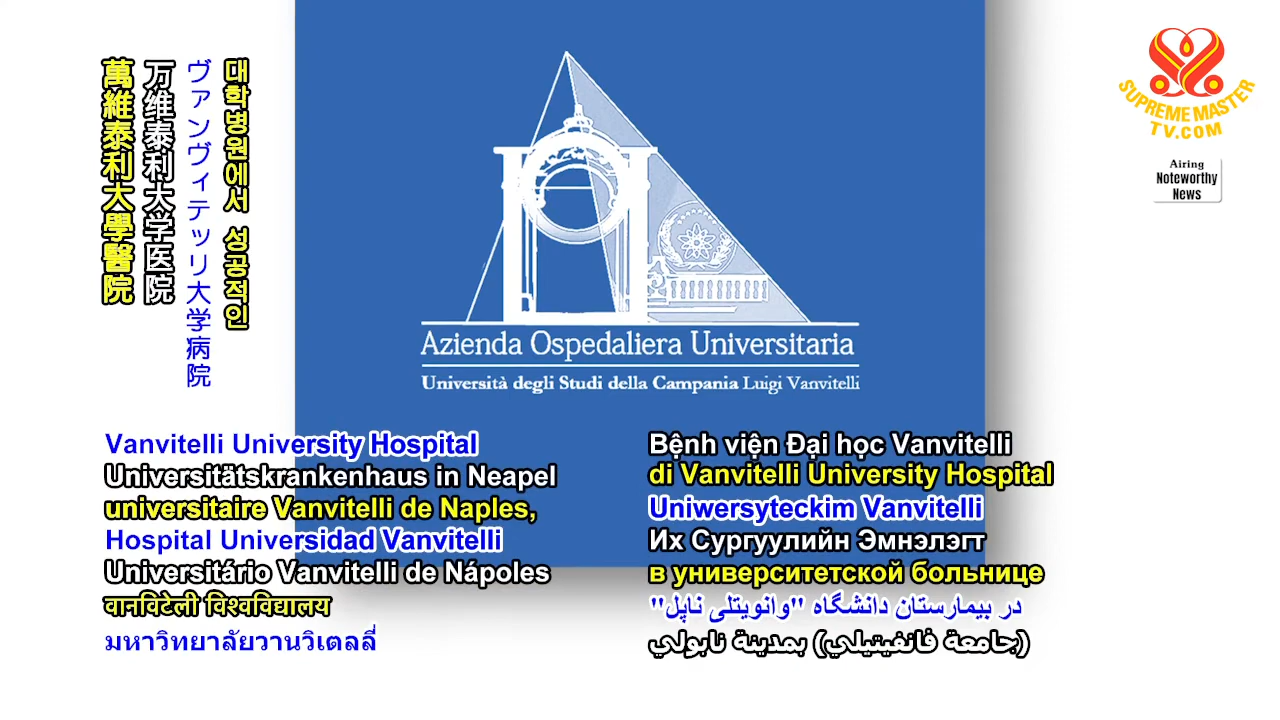 萬維泰利大學醫院
万维泰利大学医院
ヴァンヴィテッリ大学病院
대학병원에서 성공적인
SUPREME MASTER
TV.COM
Airing
Noteworthy
News
Azienda Ospedaliera Universitaria
Università degli Studi della Campania Luigi Vanvitelli
Vanvitelli University Hospital
Universitätskrankenhaus in Neapel
universitaire Vanvitelli de Naples,
Hospital Universidad Vanvitelli
Universitário Vanvitelli de Nápoles
वानविटेली विश्वविद्यालय
มหาวิทยาลัยวานวิเตลลี่
Bệnh viện Đại học Vanvitelli
di Vanvitelli University Hospital
Uniwersyteckim Vanvitelli
Их Сургуулийн Эмнэлэгт
в университетской больнице
در بیمارستان دانشگاه "وانویتلی ناپل"
(جامعة فانفيتيلي) بمدينة نابولي